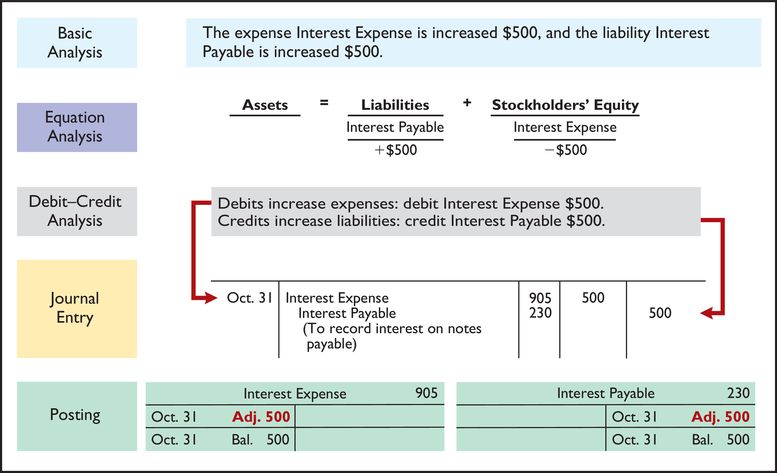 Basic
Analysis
The expense Interest Expense is increased $500, and the liability Interest
Payable is increased $500.
Equation
Analysis
Assets = Liabilities + Stockholders’ Equity
Interest Payable Interest Expense
+$500 −$500
Debit–Credit
Analysis
Debits increase expenses: debit Interest Expense $500.
Credits increase liabilities: credit Interest Payable $500.
Journal
Entry
Oct. 31 Interest Expense 905 500
Interest Payable 230 500
(To record interest on notes
payable)
Posting
Interest Expense 905 Interest Payable 230
Oct. 31 Adj. 500 Oct. 31 Adj. 500
Oct. 31 Bal. 500 Oct. 31 Bal. 500